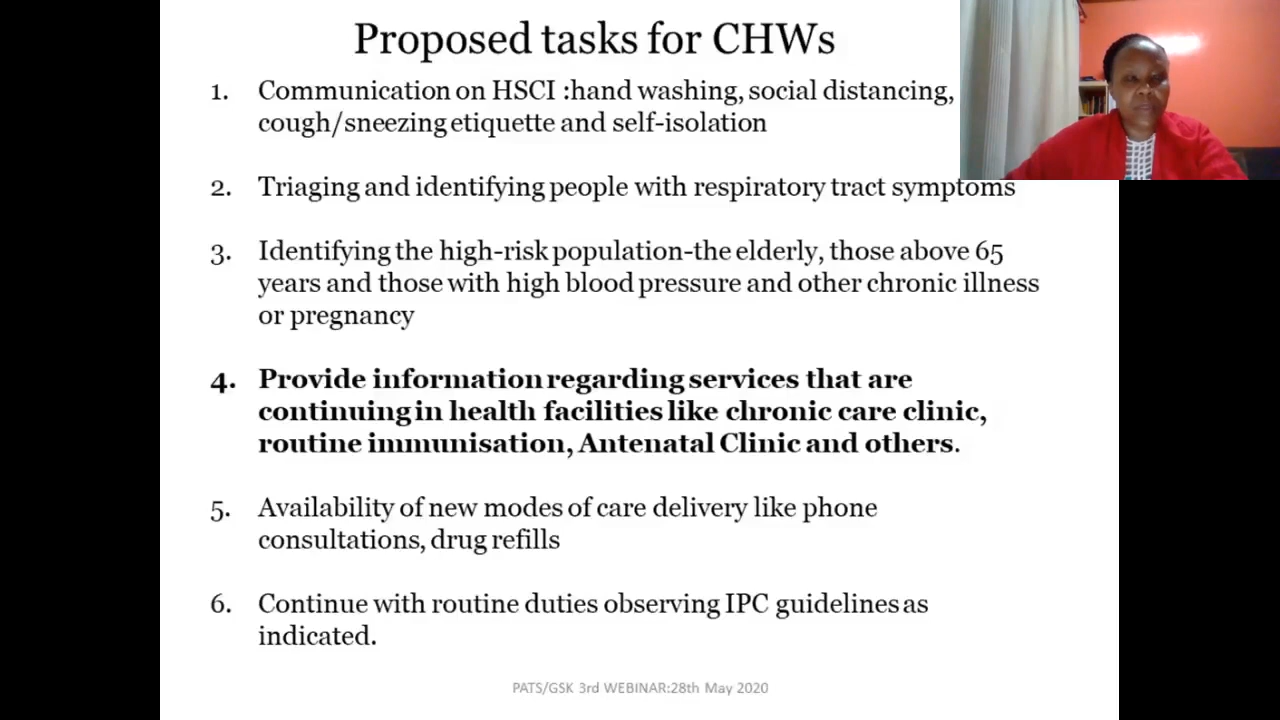 Proposed tasks for CHWs
1. Communication on HSCI :hand washing, social distancing,
cough/sneezing etiquette and self-isolation
2. Triaging and identifying people with respiratory tract symptoms
3. Identifying the high-risk population-the elderly, those above 65
years and those with high blood pressure and other chronic illness
or pregnancy
4. Provide information regarding services that are
continuing in health facilities like chronic care clinic,
routine immunisation, Antenatal Clinic and others.
5. Availability of new modes of care delivery like phone
consultations, drug refills
6. Continue with routine duties observing IPC guidelines as
indicated.
PATS/GSK 3rd WEBINAR:28th May 2020